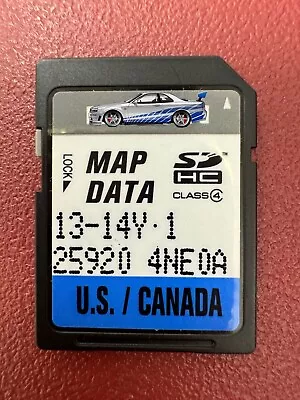 MAP
DATA
LOCK
SD
HC
CLASS 4
13-14Y·1
25920 4NE0A
U.S. / CANADA